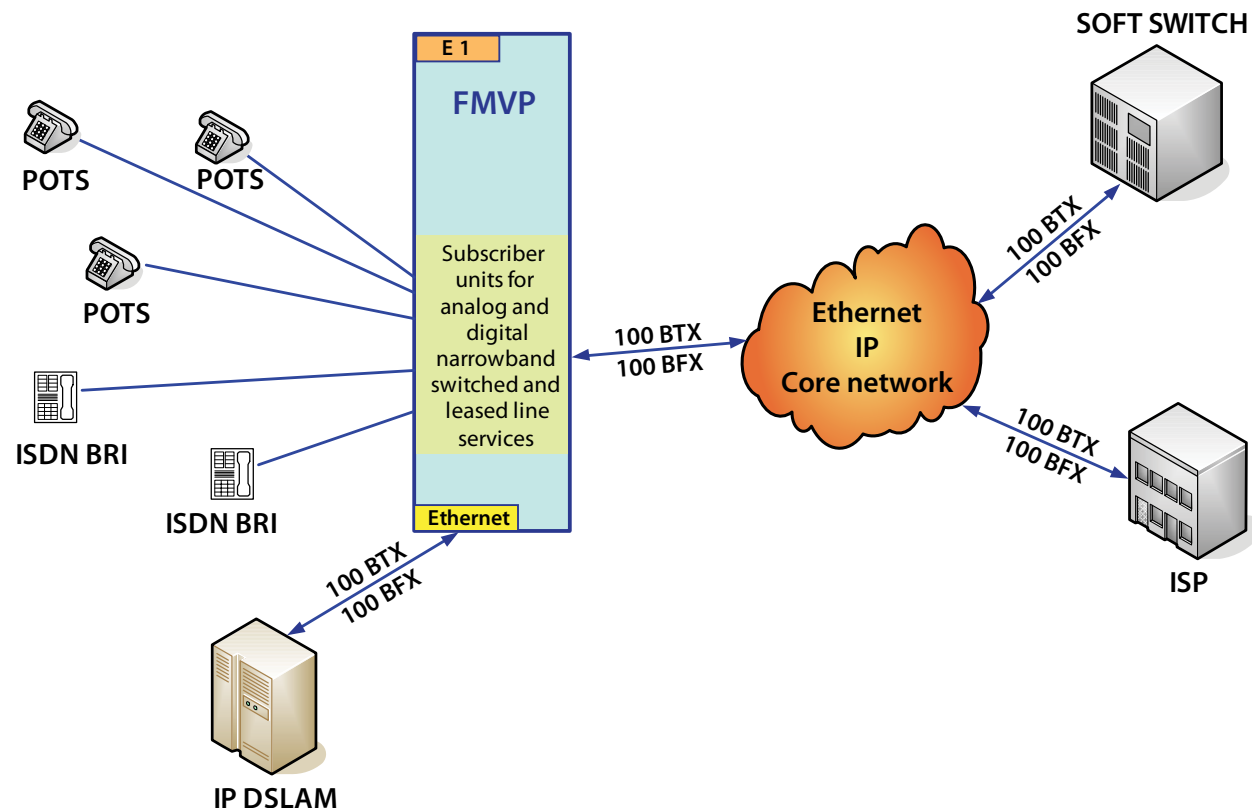 SOFT SWITCH
E 1
FMVP
POTS
POTS
POTS
ISDN BRI
ISDN BRI
Subscriber
units for
analog and
digital
narrowband
switched and
leased line
services
Ethernet
100 BTX
100 BFX
Ethernet
IP
Core network
100 BTX
100 BFX
100 BTX
100 BFX
ISP
100 BTX
100 BFX
IP DSLAM